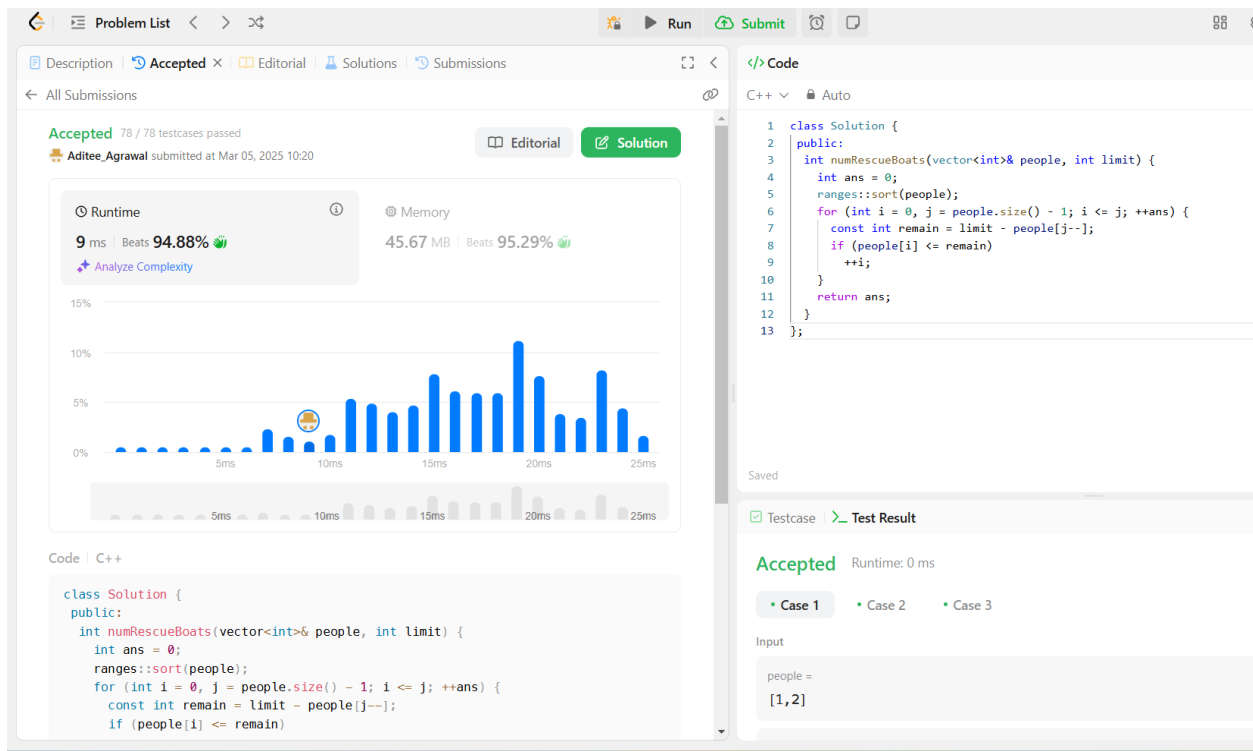 Problem List
Run
Submit
Description
Accepted
Editorial
Solutions
Submissions
All Submissions
Accepted 78 / 78 testcases passed
Aditee_Agrawal submitted at Mar 05, 2025 10:20
Editorial
Solution
Runtime
9 ms Beats 94.88%
Analyze Complexity
Memory
45.67 MB Beats 95.29%
15%
10%
5%
0%
5ms 10ms 15ms 20ms 25ms
5ms 10ms 15ms 20ms 25ms
Code C++
class Solution {
public:
int numRescueBoats(vector<int>& people, int limit) {
int ans = 0;
ranges::sort(people);
for (int i = 0, j = people.size() - 1; i <= j; ++ans) {
const int remain = limit - people[j--];
if (people[i] <= remain)
</>Code
C++ Auto
1 class Solution {
2 public:
3 int numRescueBoats(vector<int>& people, int limit) {
4 int ans = 0;
5 ranges::sort(people);
6 for (int i = 0, j = people.size() - 1; i <= j; ++ans) {
7 const int remain = limit - people[j--];
8 if (people[i] <= remain)
9 ++i;
10 }
11 return ans;
12 }
13 };
Saved
Testcase
Test Result
Accepted Runtime: 0 ms
• Case 1 • Case 2 • Case 3
Input
people =
[1,2]